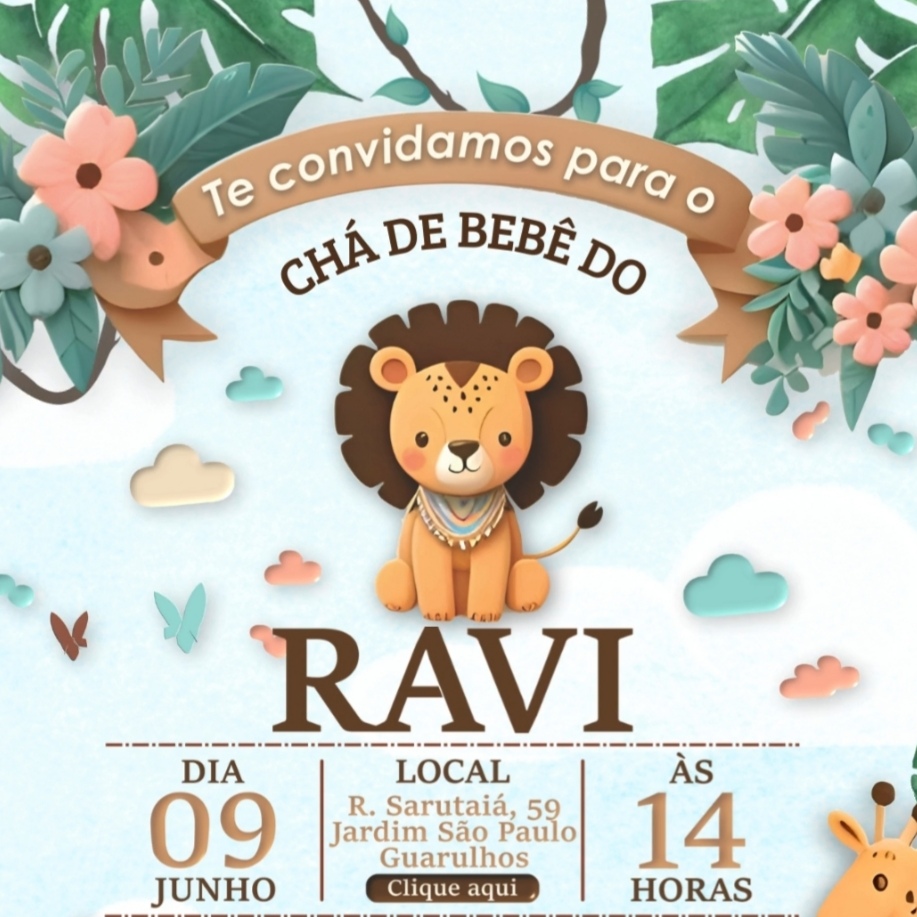 Te convidamos para o
CHÁ DE BEBÊ DO
RAVI
DIA
09
JUNHO
LOCAL
R. Sarutaiá, 59
Jardim São Paulo
Guarulhos
Clique aqui
ÀS
14
HORAS